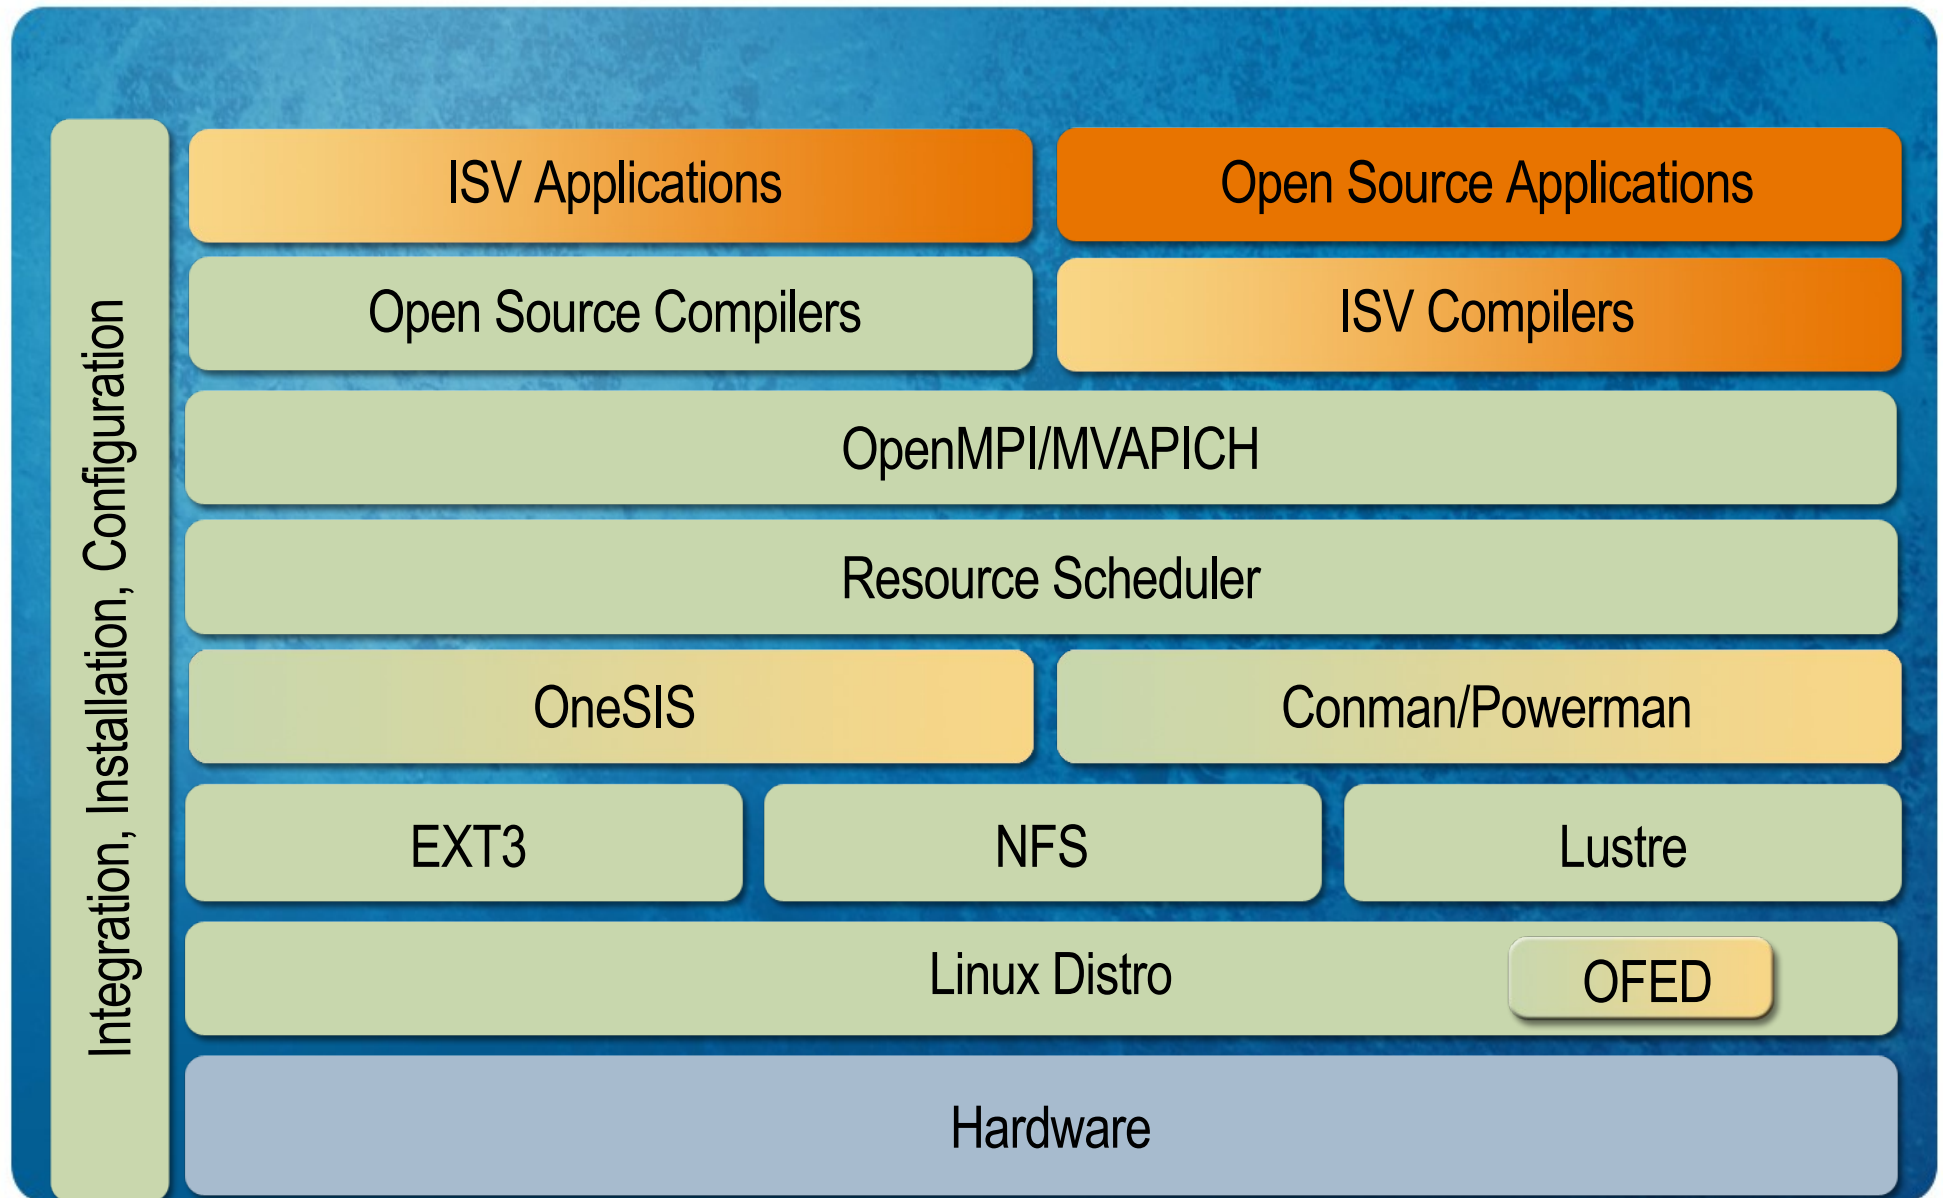 Integration, Installation, Configuration
ISV Applications
Open Source Applications
Open Source Compilers
ISV Compilers
OpenMPI/MVAPICH
Resource Scheduler
OneSIS
Conman/Powerman
EXT3
NFS
Lustre
Linux Distro
OFED
Hardware